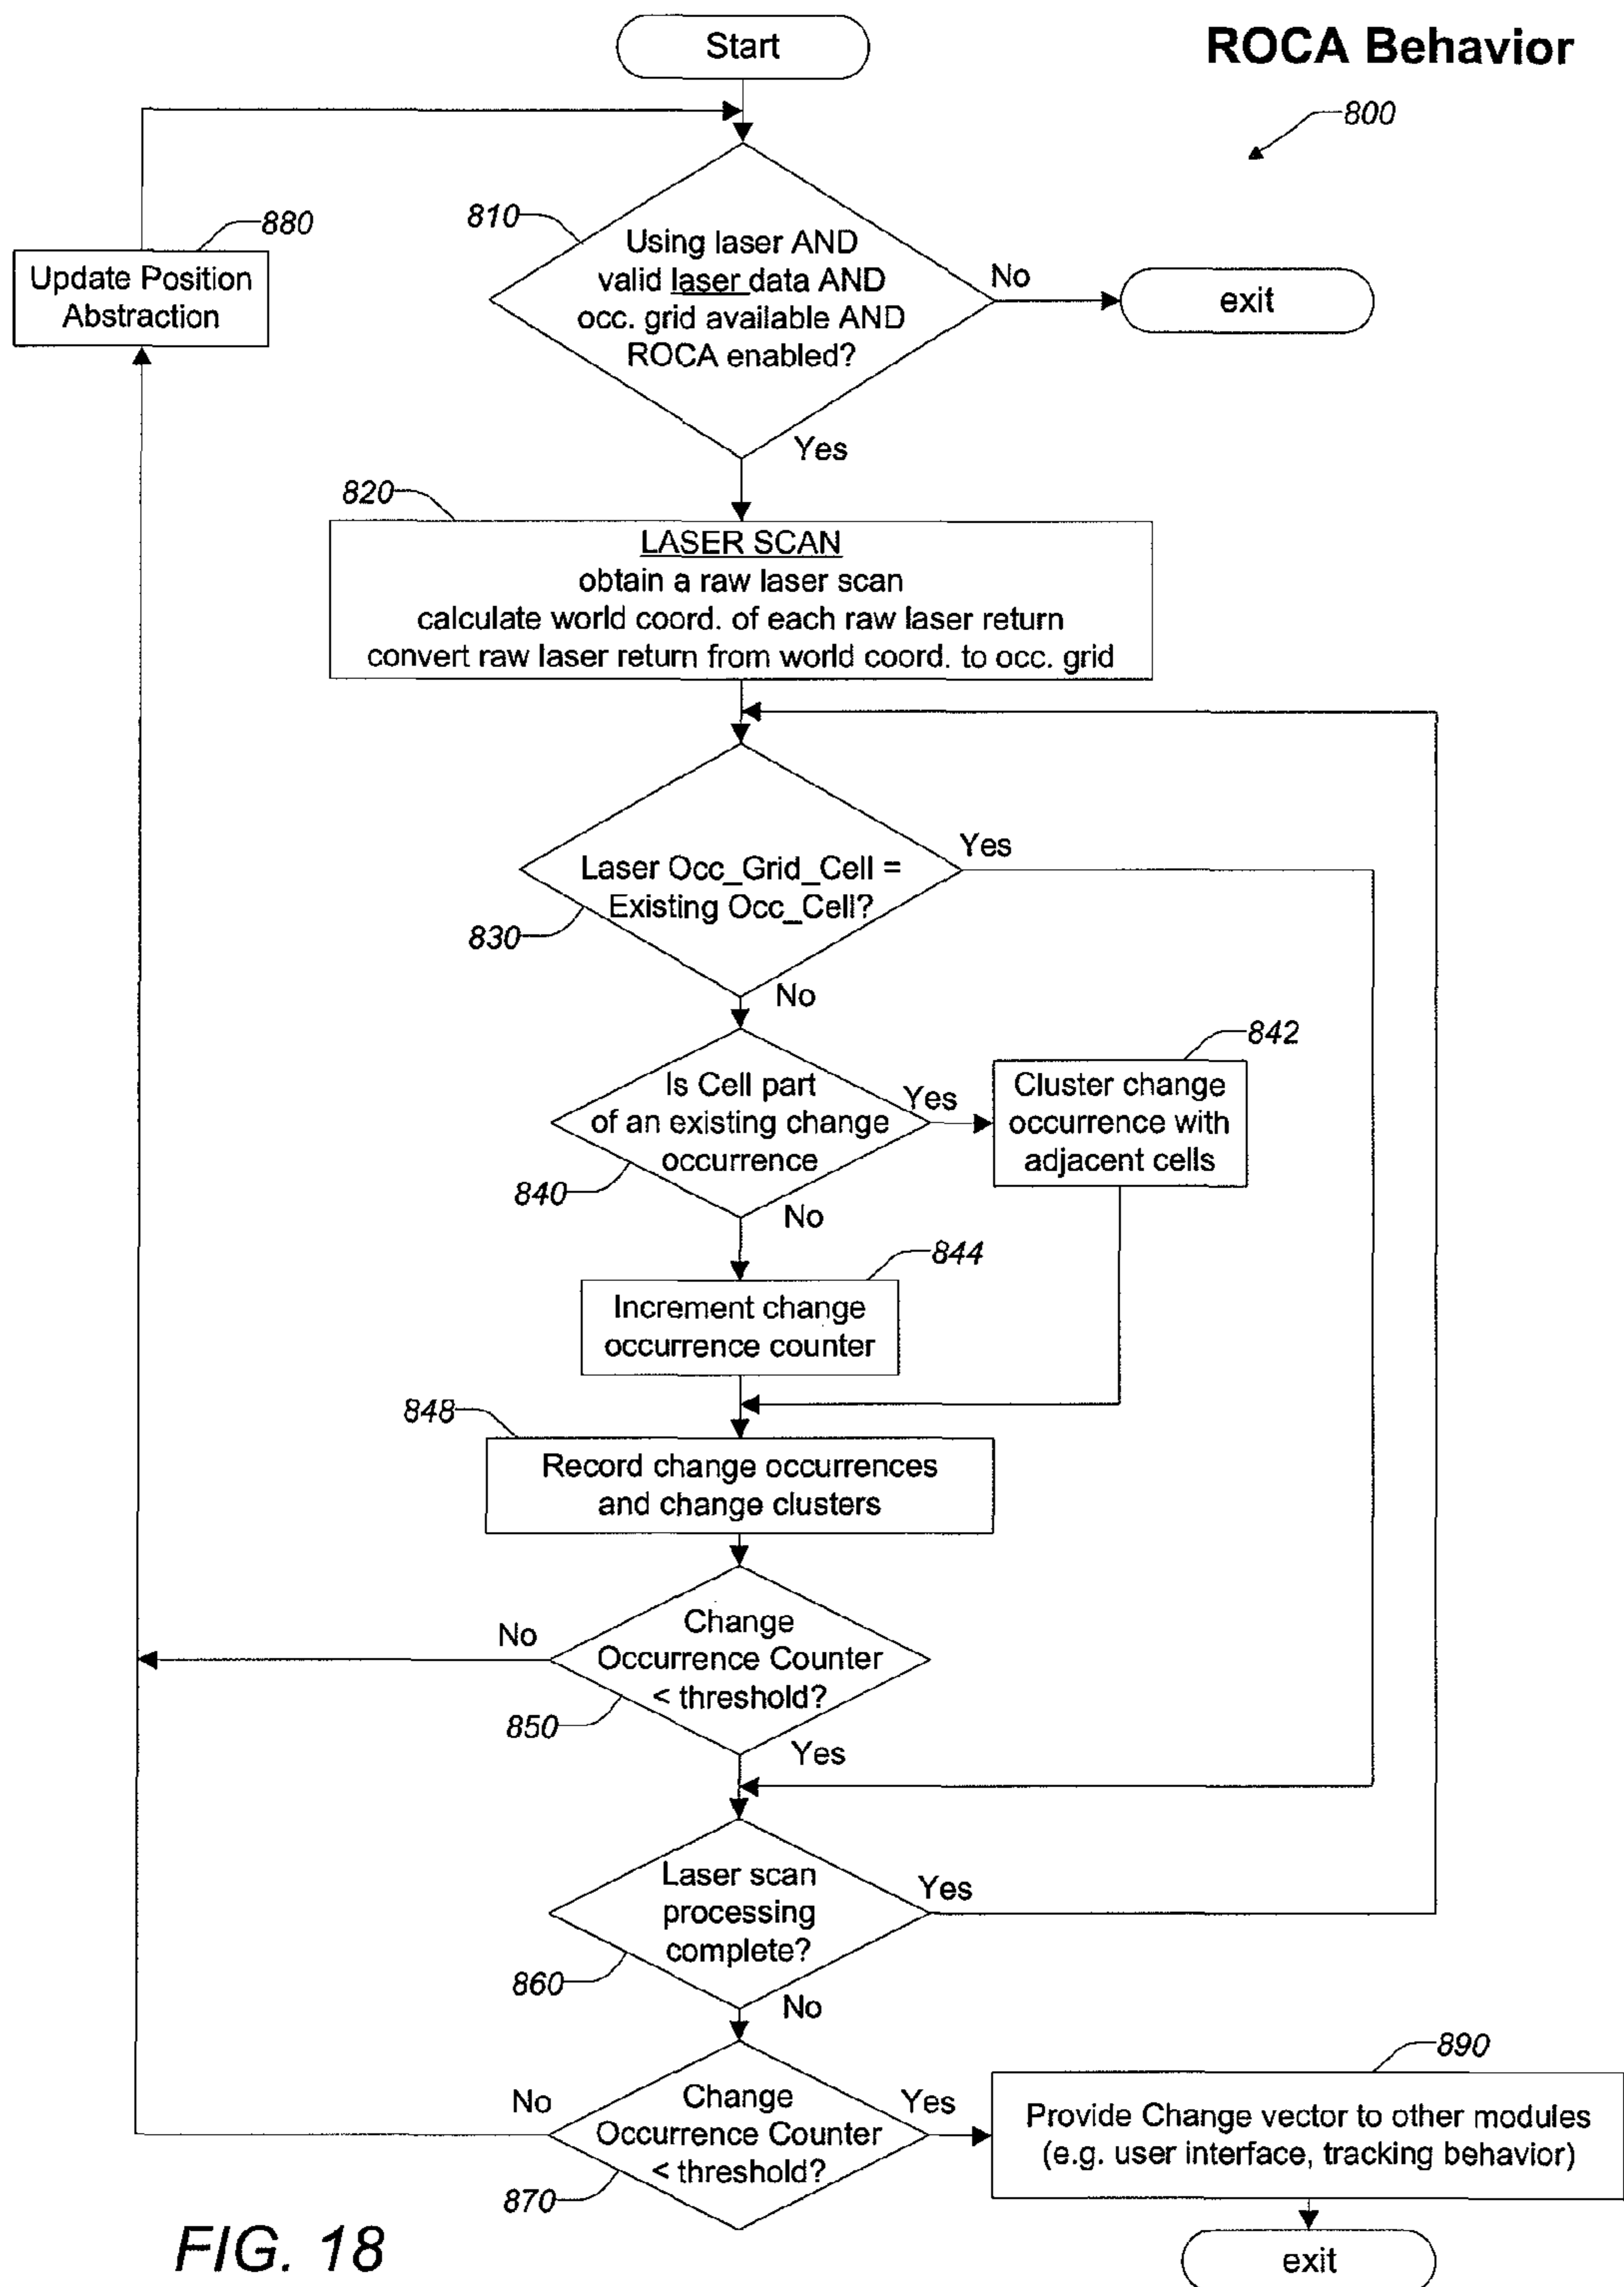 Start
ROCA Behavior
800
880
Update Position
Abstraction
810
Using laser AND
valid laser data AND
occ. grid available AND
ROCA enabled?
No
exit
Yes
820
LASER SCAN
obtain a raw laser scan
calculate world coord. of each raw laser return
convert raw laser return from world coord. to occ. grid
Laser Occ_Grid_Cell =
Existing Occ_Cell?
Yes
830
No
Is Cell part
of an existing change
occurrence
840
Yes
842
Cluster change
occurrence with
adjacent cells
No
844
Increment change
occurrence counter
848
Record change occurrences
and change clusters
Change
Occurrence Counter
< threshold?
No
850
Yes
Laser scan
processing
complete?
Yes
860
No
Change
Occurrence Counter
< threshold?
No
Yes
870
890
Provide Change vector to other modules
(e.g. user interface, tracking behavior)
exit
FIG. 18